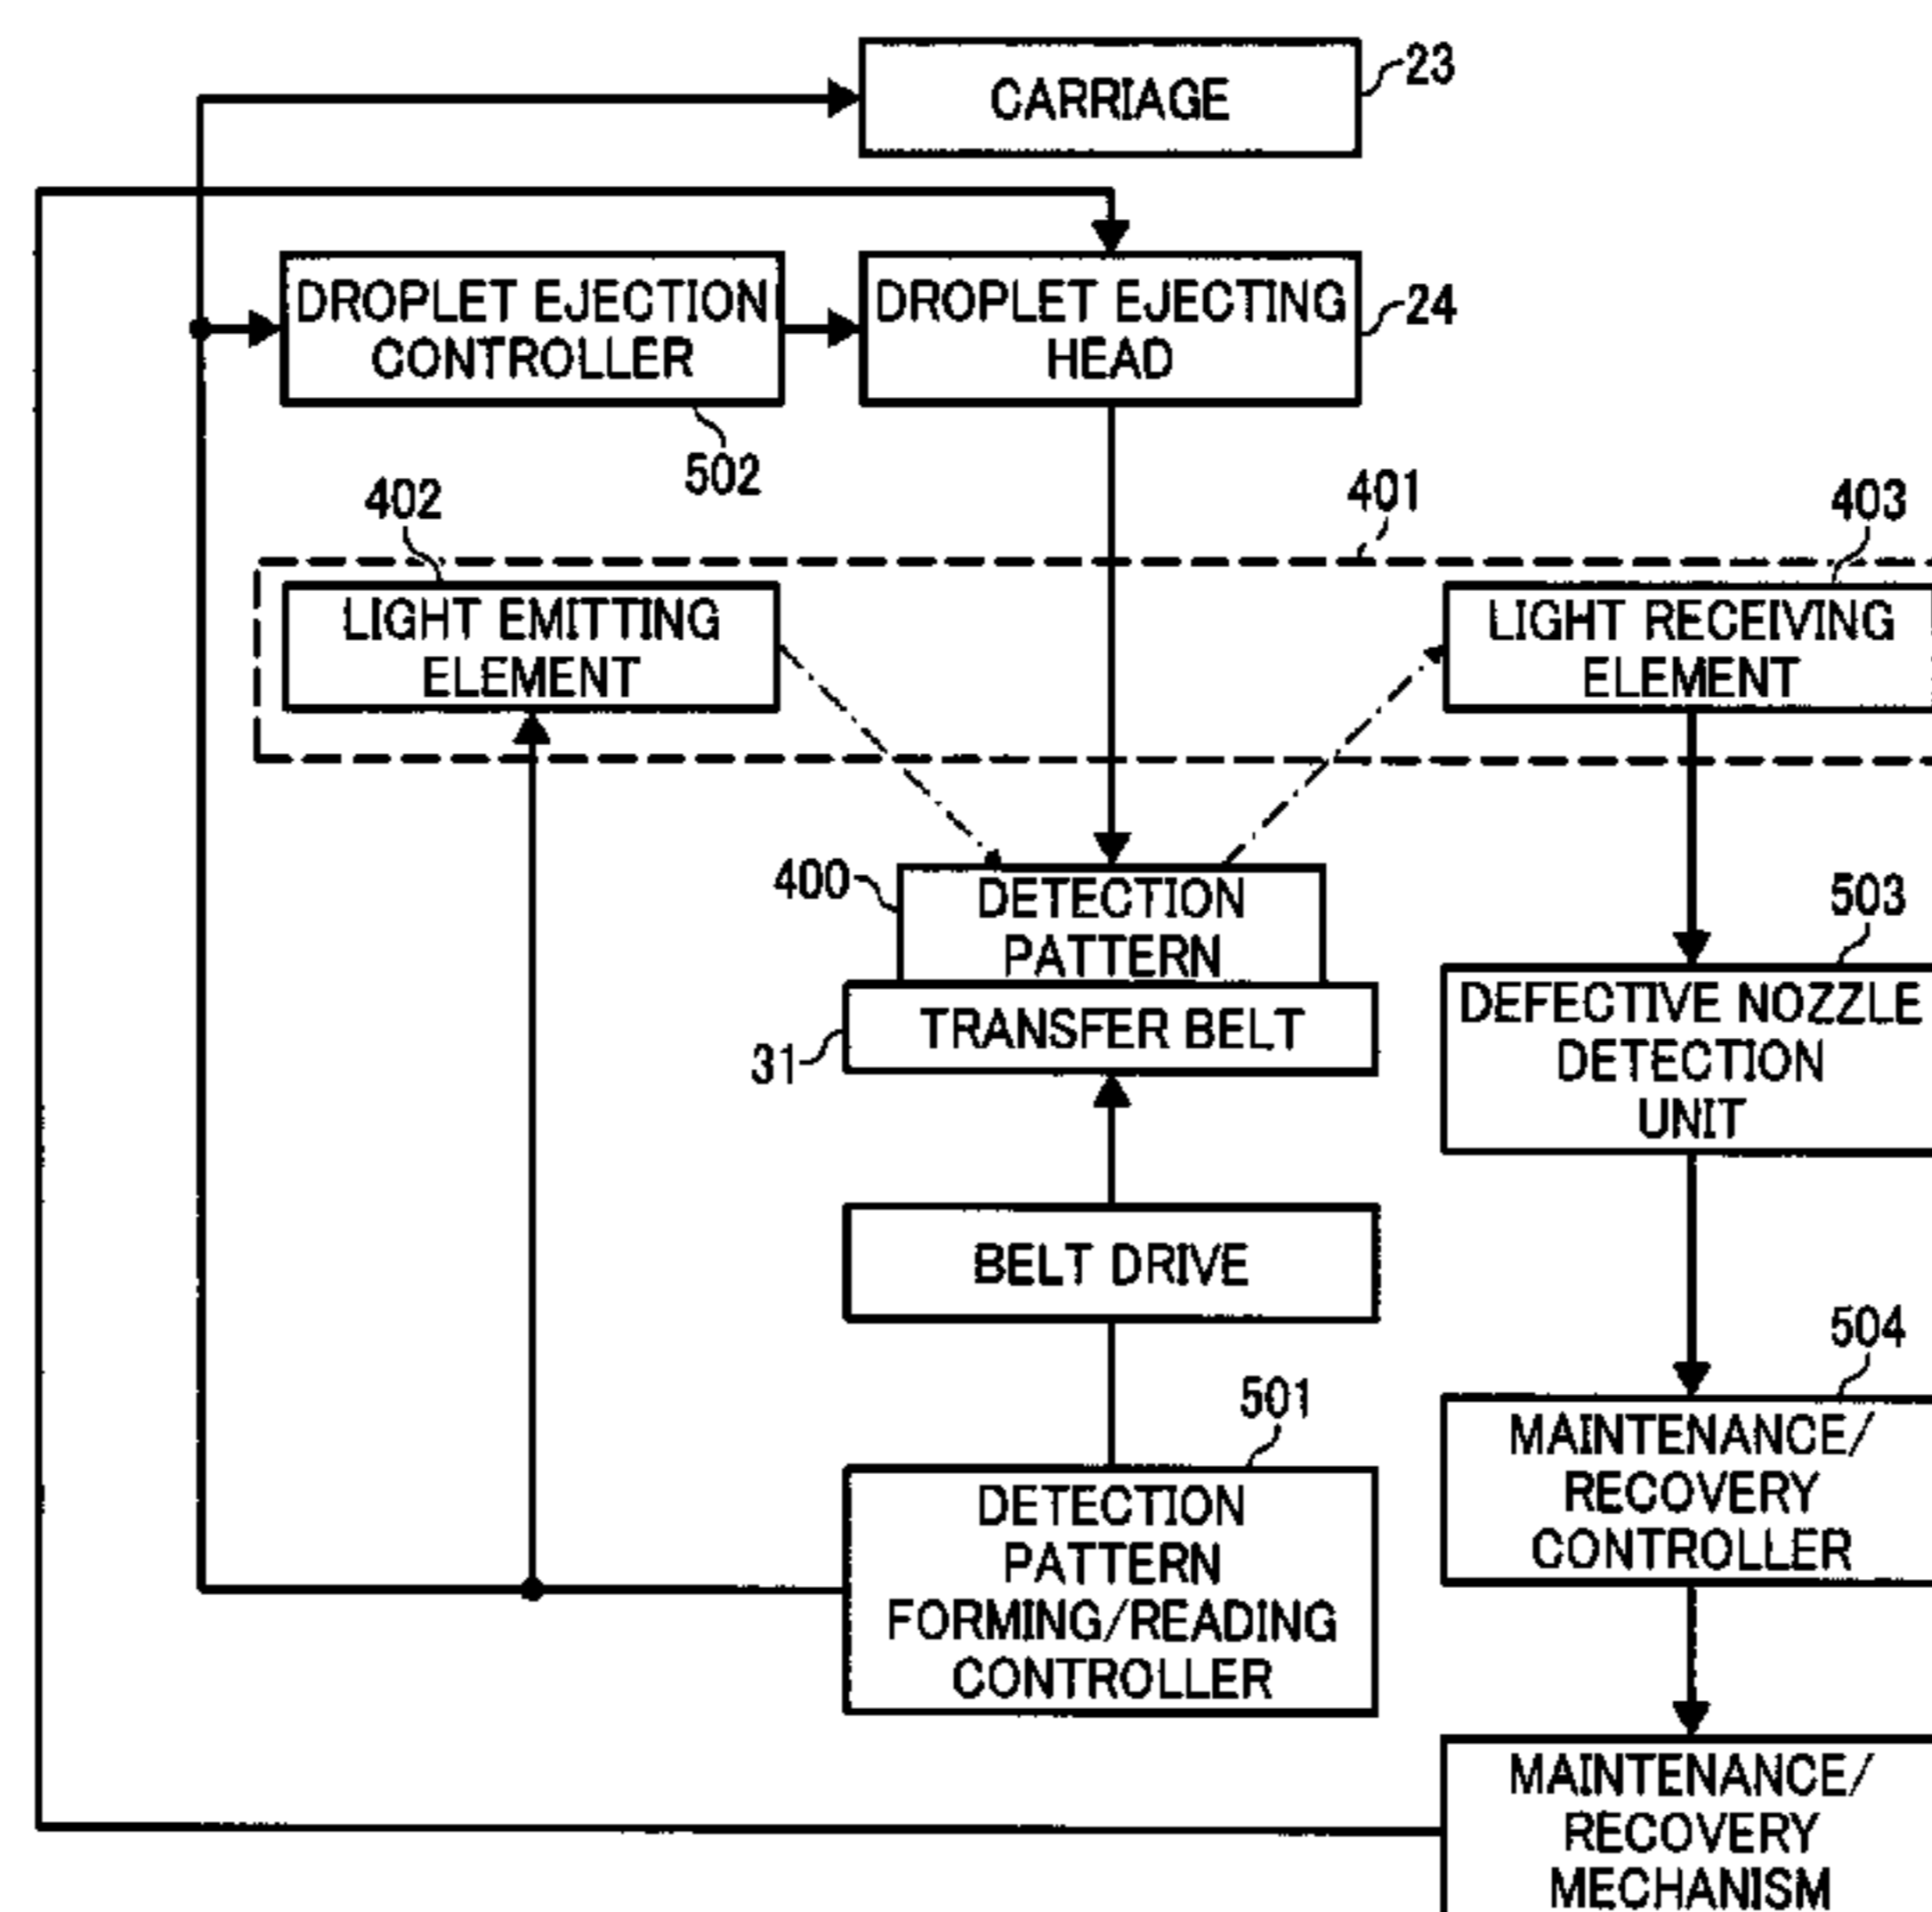 CARRIAGE
23
DROPLET EJECTION
CONTROLLER
502
DROPLET EJECTING
HEAD
24
402
401
403
LIGHT EMITTING
ELEMENT
LIGHT RECEIVING
ELEMENT
400
DETECTION
PATTERN
TRANSFER BELT
31
503
DEFECTIVE NOZZLE
DETECTION
UNIT
BELT DRIVE
504
MAINTENANCE/
RECOVERY
CONTROLLER
501
DETECTION
PATTERN
FORMING/READING
CONTROLLER
MAINTENANCE/
RECOVERY
MECHANISM